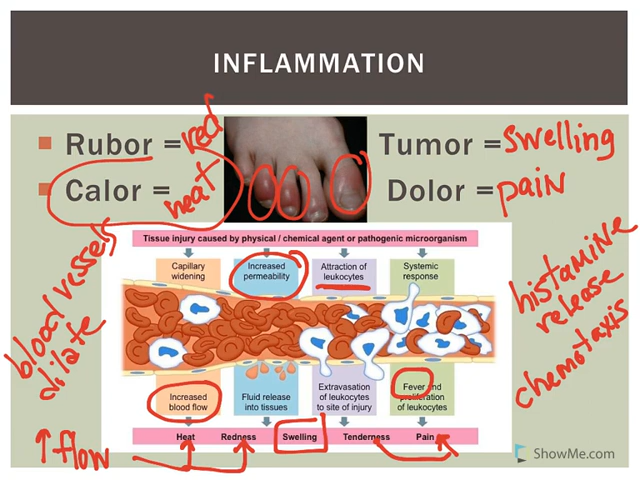 INFLAMMATION
Rubor = red
Tumor = swelling
Calor = heat
Dolor = pain
Tissue injury caused by physical / chemical agent or pathogenic microorganism
Capillary
widening
Increased
permeability
Attraction of
leukocytes
Systemic
response
blood vessels
dilate
histamine
release
chemotaxis
Increased
blood flow
Fluid release
into tissues
Extravasation
of leukocytes
to site of injury
Fever and
proliferation
of leukocytes
Heat Redness Swelling Tenderness Pain
↑ flow
ShowMe.com